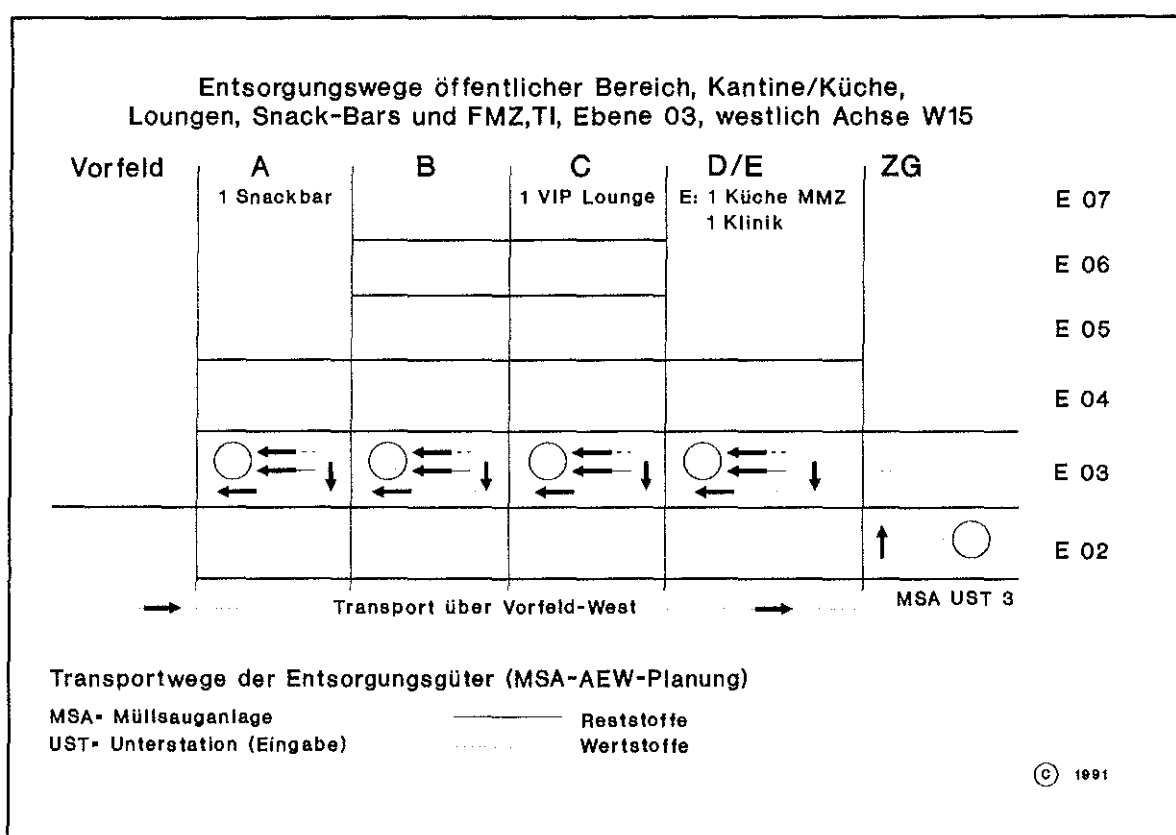 Entsorgungswege öffentlicher Bereich, Kantine/Küche,
Loungen, Snack-Bars und FMZ,TI, Ebene 03, westlich Achse W15
Vorfeld A B C D/E ZG
1 Snackbar 1 VIP Lounge E: 1 Küche MMZ E 07
1 Klinik
E 06
E 05
E 04
E 03
E 02
Transport über Vorfeld-West MSA UST 3
Transportwege der Entsorgungsgüter (MSA-AEW-Planung)
MSA= Müllsauganlage Reststoffe
UST= Unterstation (Eingabe) Wertstoffe
© 1991